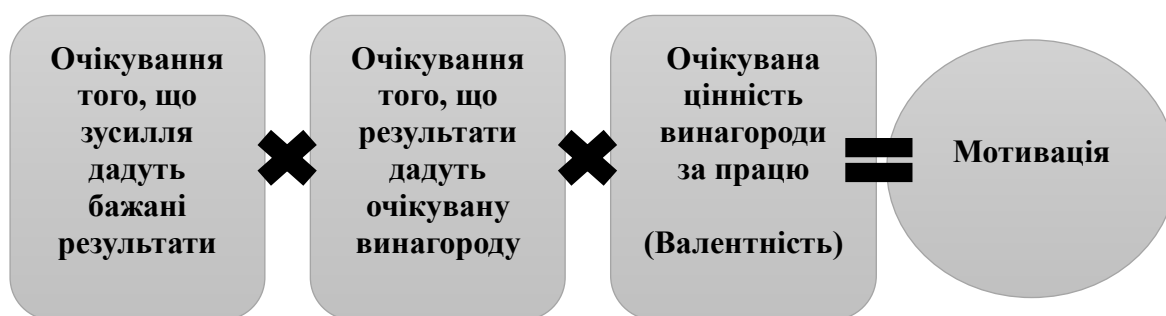 Очікування
того, що
зусилля
дадуть
бажані
результати
Очікування
того, що
результати
дадуть
очікувану
винагороду
Очікувана
цінність
винагороди
за працю
(Валентність)
Мотивація